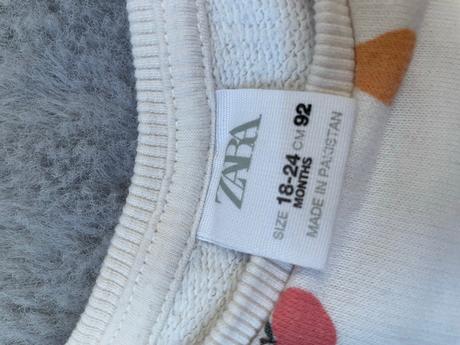 ZARA
SIZE 18-24 CM 92
MONTHS
MADE IN PAKISTAN